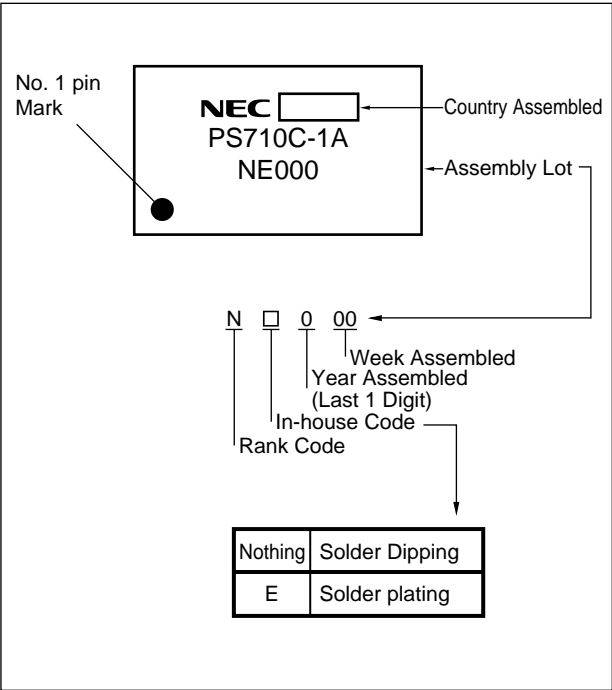 No. 1 pin
Mark
NEC
Country Assembled
PS710C-1A
NE000
Assembly Lot
N □ 0 00
Week Assembled
Year Assembled
(Last 1 Digit)
In-house Code
Rank Code
Nothing Solder Dipping
E Solder plating